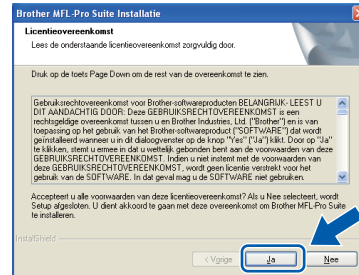 Brother MFL-Pro Suite Installatie
Licentieovereenkomst
Lees de onderstaande licentieovereenkomst zorgvuldig door.
Druk op de toets Page Down om de rest van de overeenkomst te zien.
Gebruiksrechtovereenkomst voor Brother-softwareproducten BELANGRIJK- LEEST U
DIT AANDACHTIG DOOR: Deze GEBRUIKSRECHTOVEREENKOMST is een
rechtsgeldige overeenkomst tussen u en Brother Industries, Ltd. ("Brother") en is van
toepassing op het gebruik van het Brother-softwareproduct ("SOFTWARE") dat wordt
geïnstalleerd wanneer u in dit dialoogvenster op de knop "Yes" ("Ja") klikt. Door op "Ja"
te klikken, stemt u ermee in dat u wettelijk gebonden bent aan de voorwaarden van deze
GEBRUIKSRECHTOVEREENKOMST. Indien u niet instemt met de voorwaarden van
deze GEBRUIKSRECHTOVEREENKOMST, wordt geen licentie verstrekt voor het
gebruik van de SOFTWARE. In dat geval mag u de SOFTWARE niet gebruiken.
Accepteert u alle voorwaarden van deze licentieovereenkomst? Als u Nee selecteert, wordt
Setup afgesloten. U dient akkoord te gaan met deze overeenkomst om Brother MFL-Pro Suite
te installeren.
InstallShield
< Vorige Ja Nee